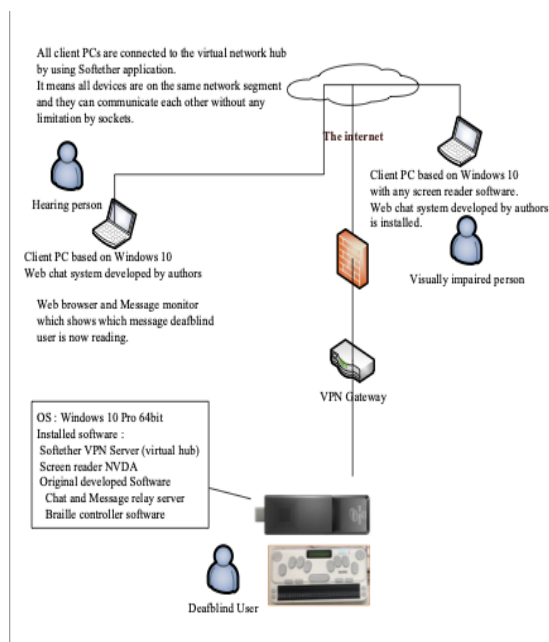 All client PCs are connected to the virtual network hub
by using Softether application.
It means all devices are on the same network segment
and they can communicate each other without any
limitation by sockets.
The internet
Hearing person
Client PC based on Windows 10
with any screen reader software.
Web chat system developed by authors
is installed.
Client PC based on Windows 10
Web chat system developed by authors
Visually impaired person
Web browser and Message monitor
which shows which message deafblind
user is now reading.
VPN Gateway
OS : Windows 10 Pro 64bit
Installed software :
Softether VPN Server (virtual hub)
Screen reader NVDA
Original developed Software
Chat and Message relay server
Braille controller software
Deafblind User